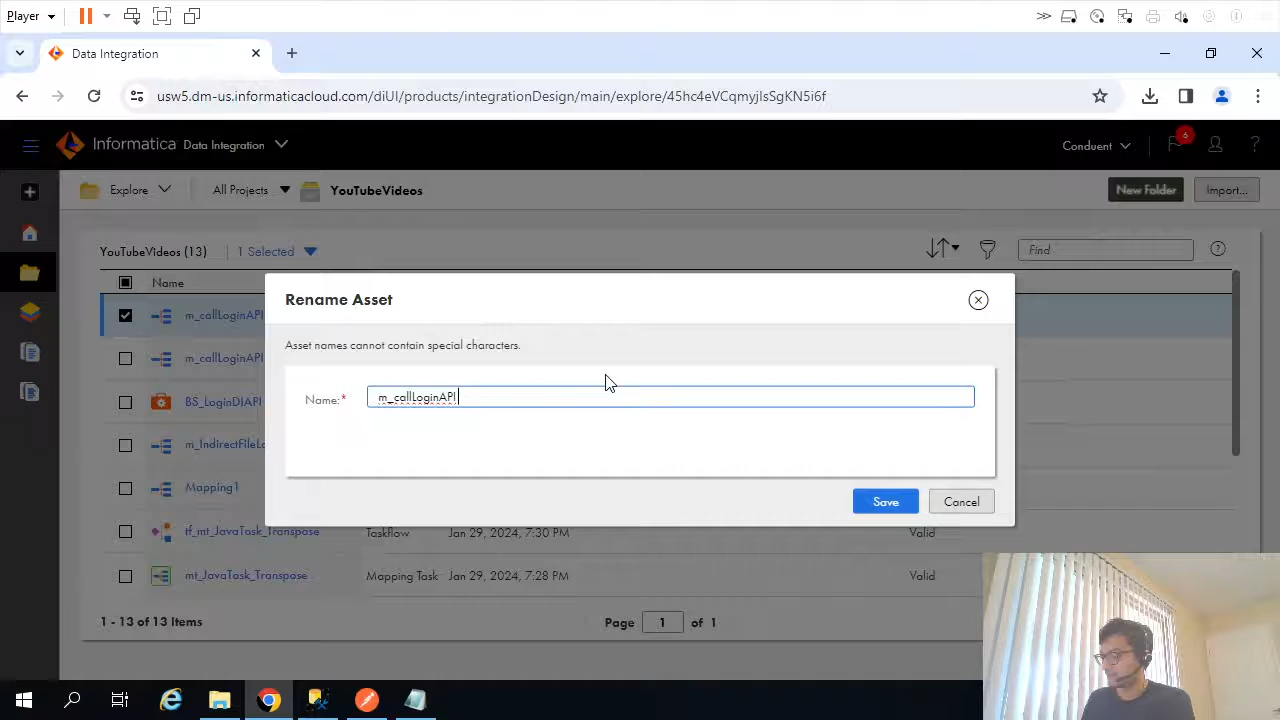 Player
Data Integration
usw5.dm-us.informaticacloud.com/diUI/products/integrationDesign/main/explore/45hc4eVCqmyjIsSgKN5i6f
Informatica Data Integration
Conduent
6
?
Explore
All Projects
YouTubeVideos
New Folder
Import...
YouTubeVideos (13)
1 Selected
Find
?
Name
Rename Asset
m_callLoginAPI
Asset names cannot contain special characters.
m_callLoginAPI
Name:* m_callLoginAPI
BS_LoginDIAPI
m_IndirectFileLo
Mapping1
Save
Cancel
tf_mt_JavaTask_Transpose Taskflow Jan 29, 2024, 7:30 PM Valid
mt_JavaTask_Transpose Mapping Task Jan 29, 2024, 7:28 PM Valid
1 - 13 of 13 Items
Page 1 of 1